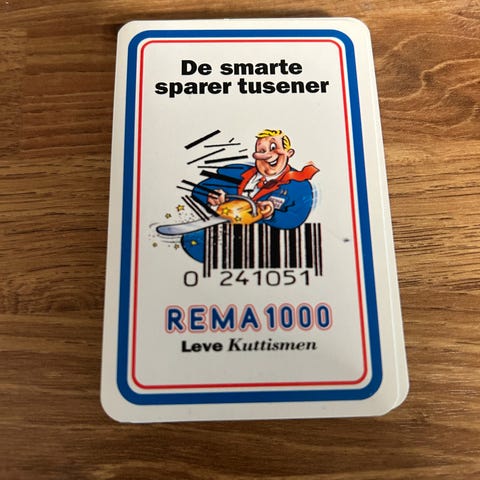 De smarte
sparer tusener
0 241051
REMA 1000
Leve Kuttismen